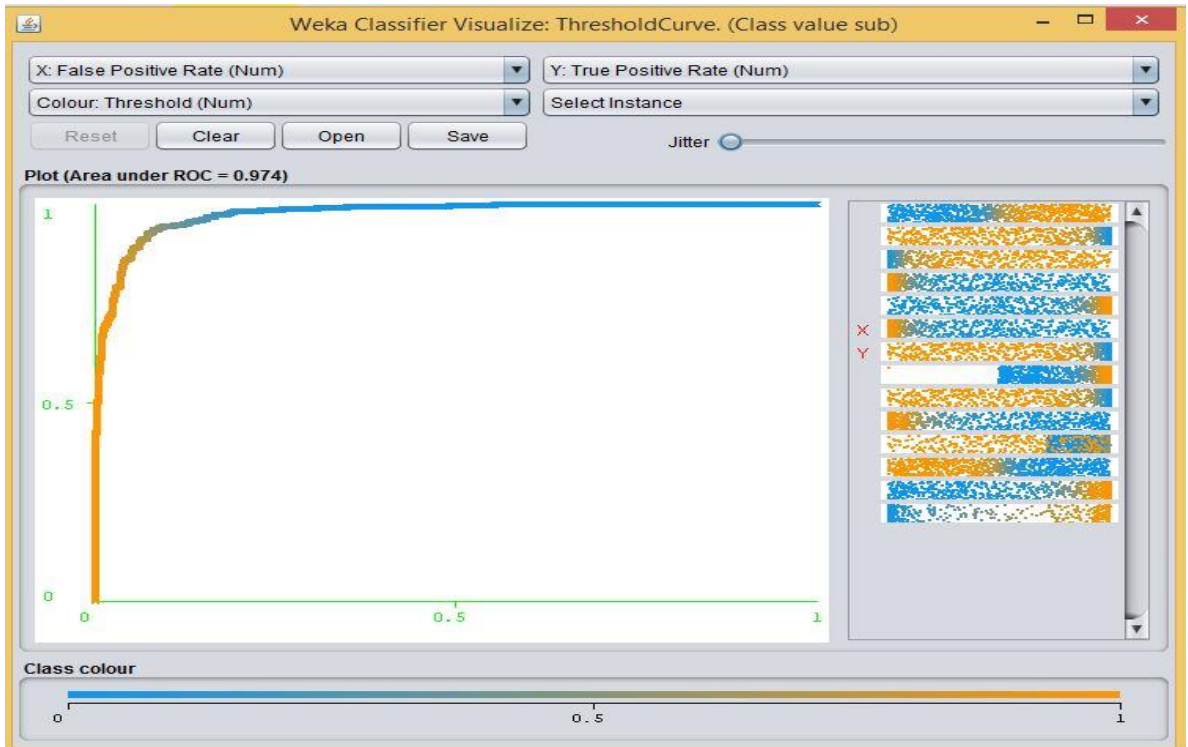 Weka Classifier Visualize: ThresholdCurve. (Class value sub)
X: False Positive Rate (Num) Y: True Positive Rate (Num)
Colour: Threshold (Num) Select Instance
Reset Clear Open Save Jitter
Plot (Area under ROC = 0.974)
1
X
Y
0.5
0
0 0.5 1
Class colour
0 0.5 1